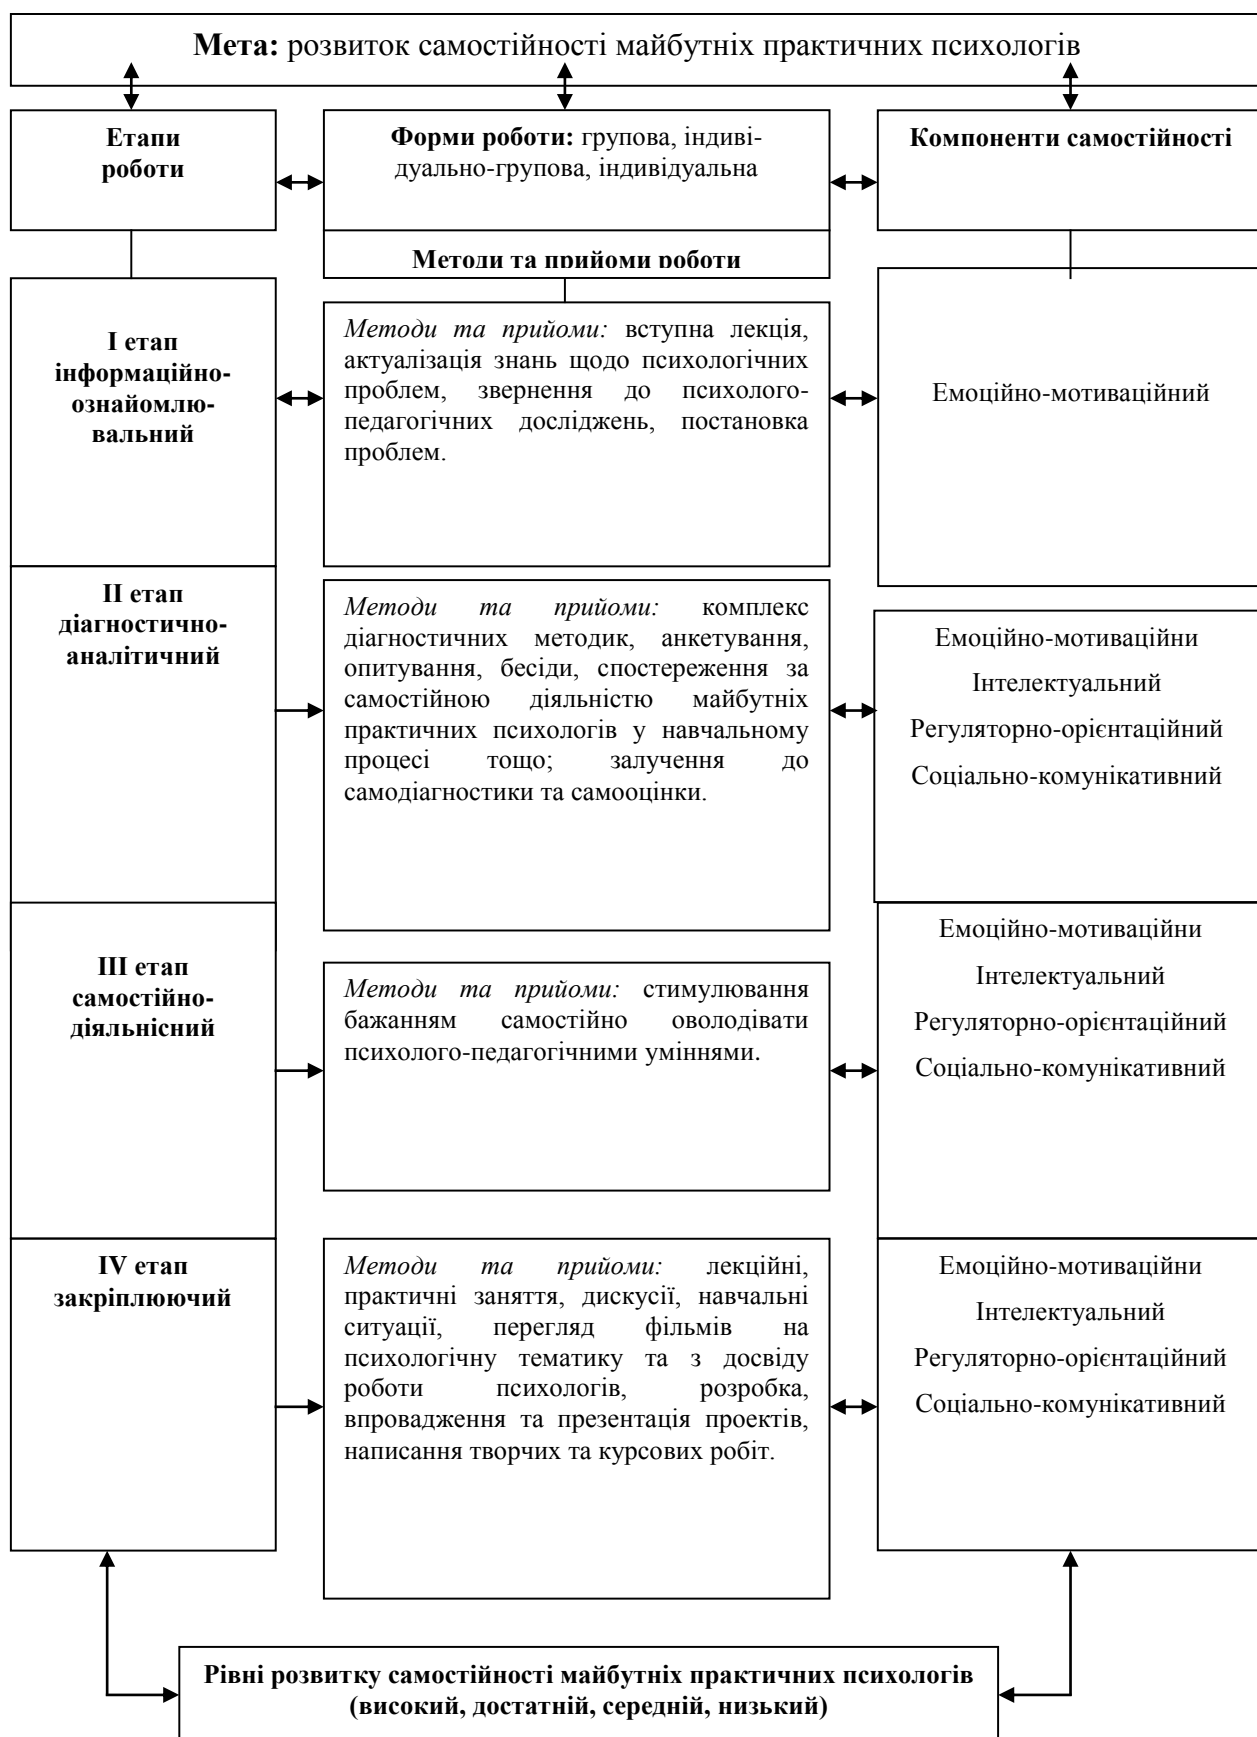 Мета: розвиток самостійності майбутніх практичних психологів
Етапи
роботи
Форми роботи: групова, індиві-
дуально-групова, індивідуальна
Компоненти самостійності
Методи та прийоми роботи
І етап
інформаційно-
ознайомлю-
вальний
Методи та прийоми: вступна лекція,
актуалізація знань щодо психологічних
проблем, звернення до психолого-
педагогічних досліджень, постановка
проблем.
Емоційно-мотиваційний
ІІ етап
діагностично-
аналітичний
Методи та прийоми: комплекс
діагностичних методик, анкетування,
опитування, бесіди, спостереження за
самостійною діяльністю майбутніх
практичних психологів у навчальному
процесі тощо; залучення до
самодіагностики та самооцінки.
Емоційно-мотиваційни
Інтелектуальний
Регуляторно-орієнтаційний
Соціально-комунікативний
ІІІ етап
самостійно-
діяльнісний
Методи та прийоми: стимулювання
бажанням самостійно оволодівати
психолого-педагогічними уміннями.
Емоційно-мотиваційни
Інтелектуальний
Регуляторно-орієнтаційний
Соціально-комунікативний
IV етап
закріплюючий
Методи та прийоми: лекційні,
практичні заняття, дискусії, навчальні
ситуації, перегляд фільмів на
психологічну тематику та з досвіду
роботи психологів, розробка,
впровадження та презентація проектів,
написання творчих та курсових робіт.
Емоційно-мотиваційни
Інтелектуальний
Регуляторно-орієнтаційний
Соціально-комунікативний
Рівні розвитку самостійності майбутніх практичних психологів
(високий, достатній, середній, низький)